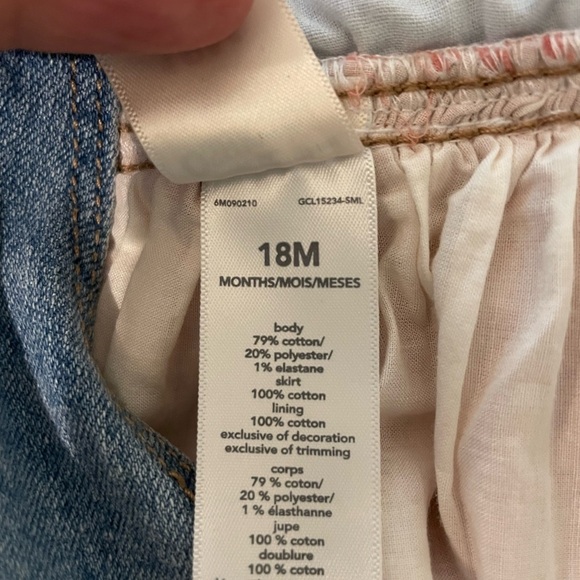 6M090210 GCL15234-SML
18M
MONTHS/MOIS/MESES
body
79% cotton/
20% polyester/
1% elastane
skirt
100% cotton
lining
100% cotton
exclusive of decoration
exclusive of trimming
corps
79 % coton/
20 % polyester/
1 % élasthanne
jupe
100 % coton
doublure
100 % coton